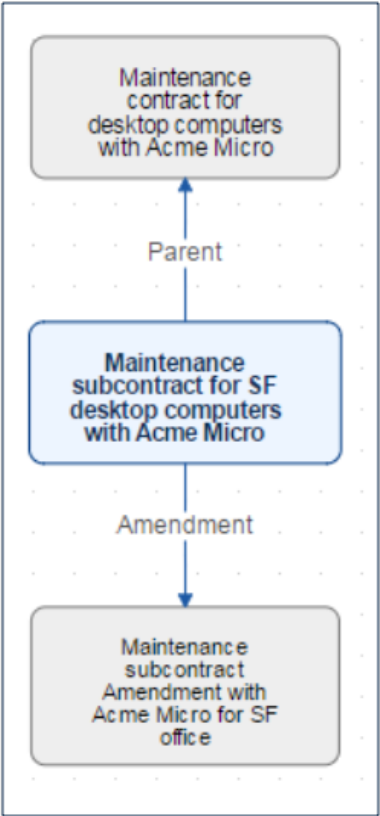 Maintenance
contract for
desktop computers
with Acme Micro
Parent
Maintenance
subcontract for SF
desktop computers
with Acme Micro
Amendment
Maintenance
subcontract
Amendment with
Acme Micro for SF
office